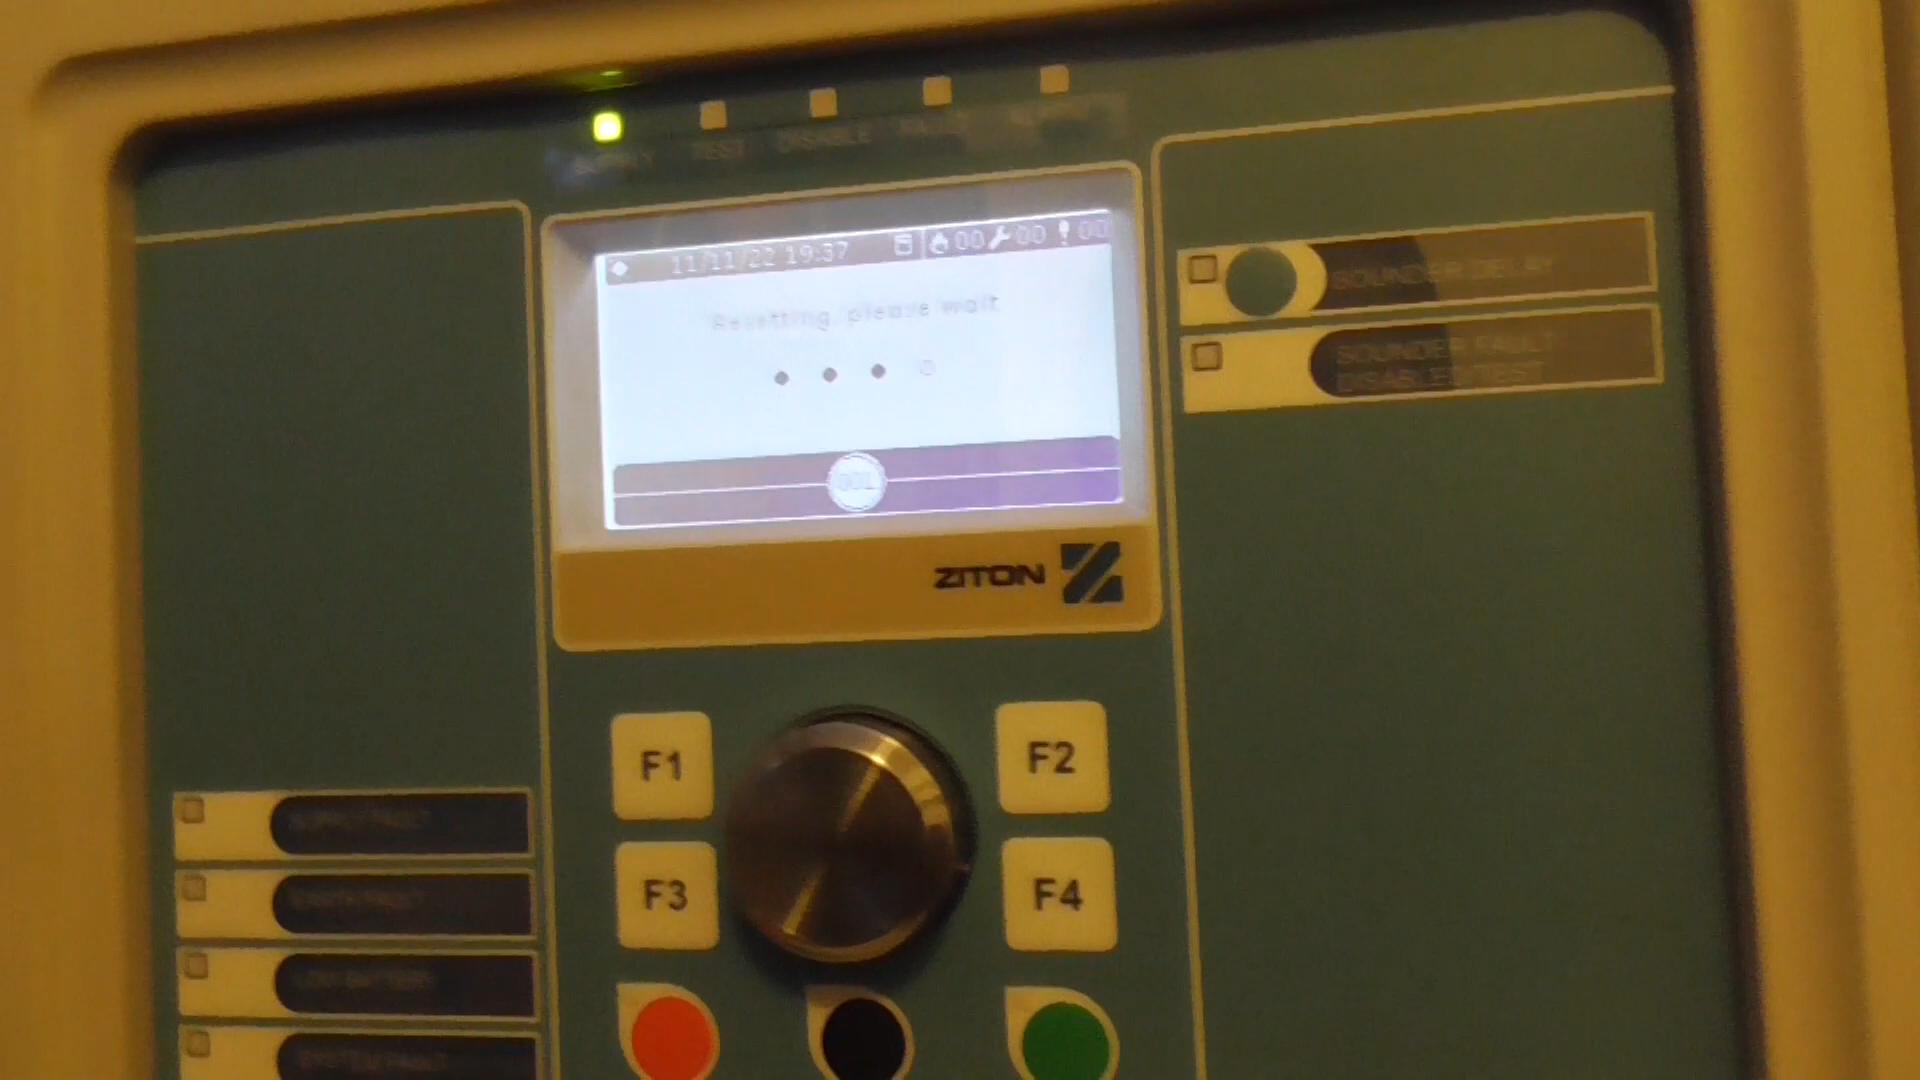 SUPPLY TEST DISABLE FAULT
11/11/22 19:37 00 00 00
Resetting, please wait
001
ZITON
SOUNDER DELAY
SOUNDER FAULT
DISABLED/TEST
F1 F2
F3 F4
SUPPLY FAULT
EARTH FAULT
LOW BATTERY
SYSTEM FAULT